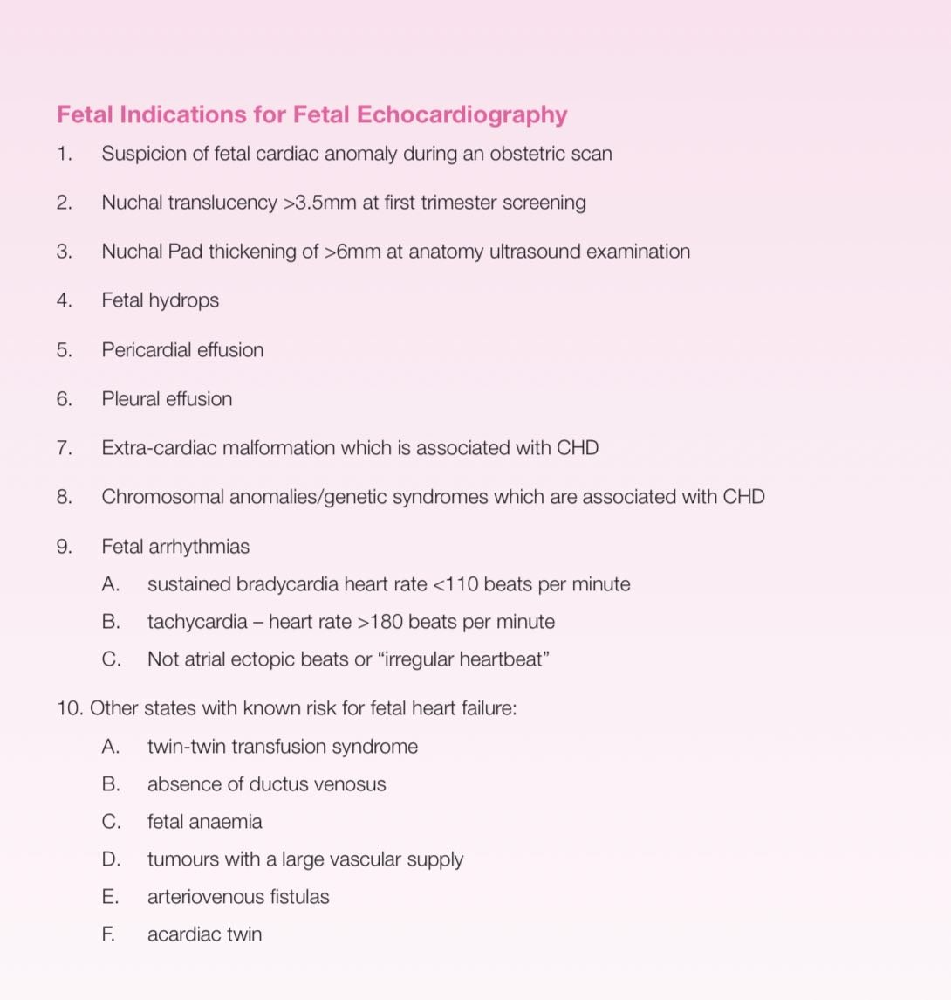 Fetal Indications for Fetal Echocardiography
1. Suspicion of fetal cardiac anomaly during an obstetric scan
2. Nuchal translucency >3.5mm at first trimester screening
3. Nuchal Pad thickening of >6mm at anatomy ultrasound examination
4. Fetal hydrops
5. Pericardial effusion
6. Pleural effusion
7. Extra-cardiac malformation which is associated with CHD
8. Chromosomal anomalies/genetic syndromes which are associated with CHD
9. Fetal arrhythmias
A. sustained bradycardia heart rate <110 beats per minute
B. tachycardia – heart rate >180 beats per minute
C. Not atrial ectopic beats or “irregular heartbeat”
10. Other states with known risk for fetal heart failure:
A. twin-twin transfusion syndrome
B. absence of ductus venosus
C. fetal anaemia
D. tumours with a large vascular supply
E. arteriovenous fistulas
F. acardiac twin